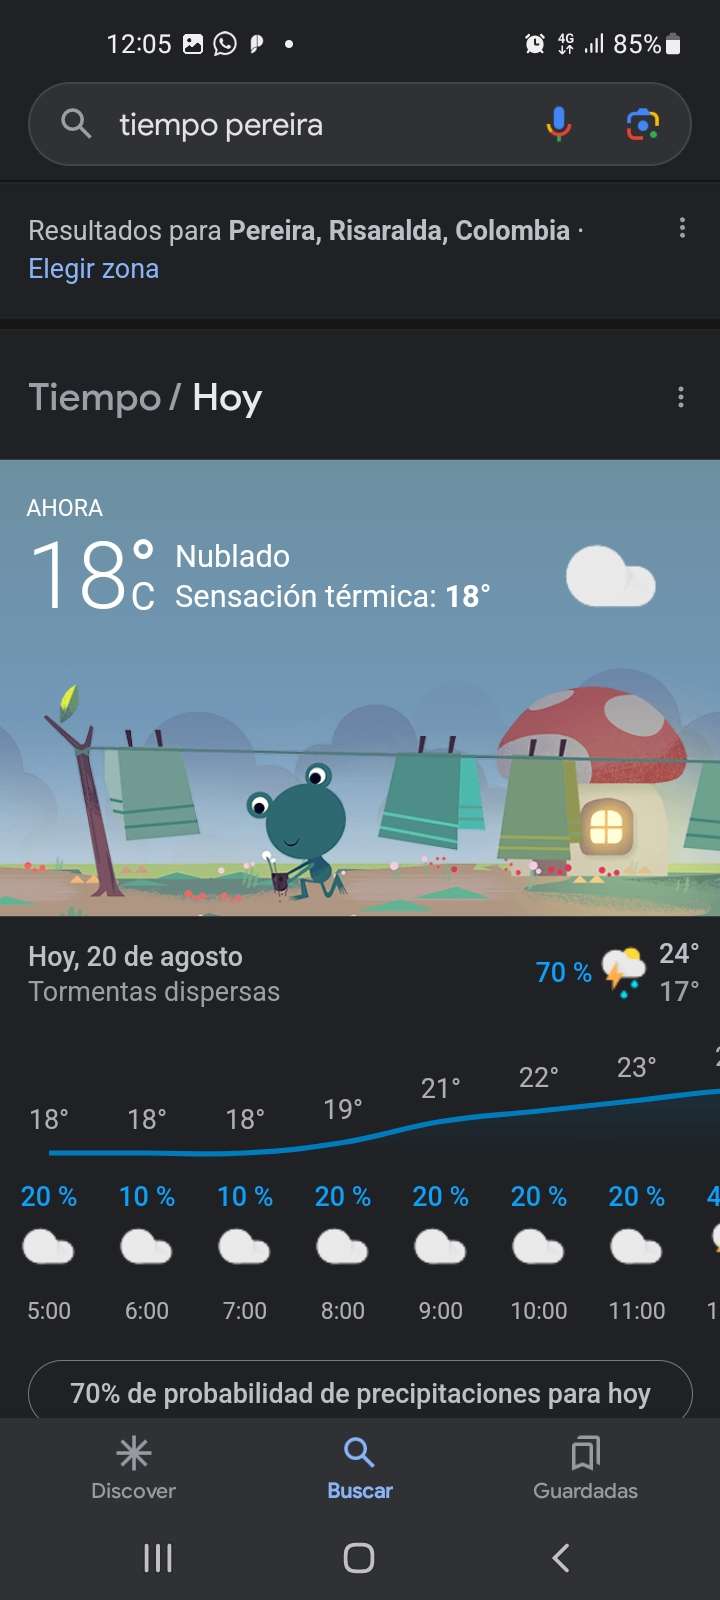 12:05
4G
85%
tiempo pereira
Resultados para Pereira, Risaralda, Colombia ·
Elegir zona
Tiempo / Hoy
AHORA
18°C
Nublado
Sensación térmica: 18°
Hoy, 20 de agosto
Tormentas dispersas
70 %
24°
17°
18° 18° 18° 19° 21° 22° 23°
20 % 10 % 10 % 20 % 20 % 20 % 20 %
5:00 6:00 7:00 8:00 9:00 10:00 11:00
70% de probabilidad de precipitaciones para hoy
Discover Buscar Guardadas